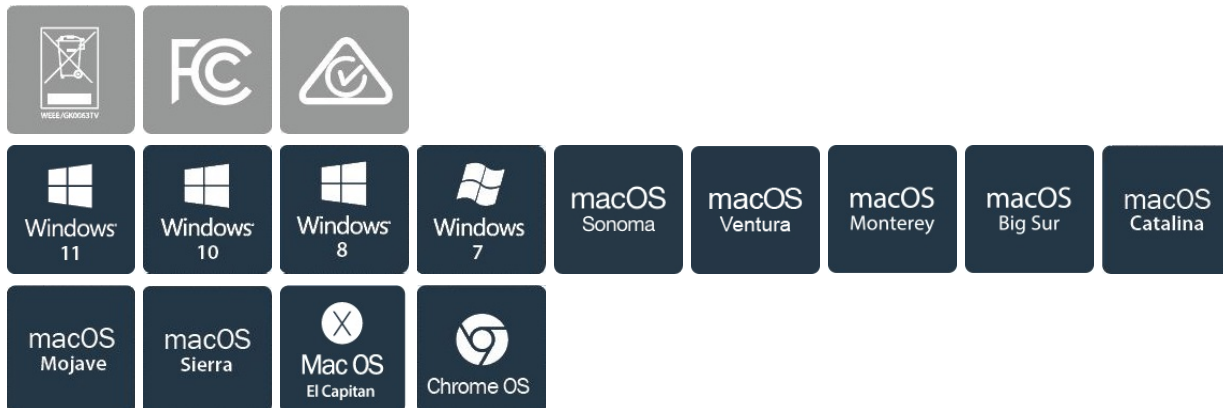 WEEE/GK0063TV
FC
Windows
11
Windows
10
Windows
8
Windows
7
macOS
Sonoma
macOS
Ventura
macOS
Monterey
macOS
Big Sur
macOS
Catalina
macOS
Mojave
macOS
Sierra
X
Mac OS
El Capitan
Chrome OS